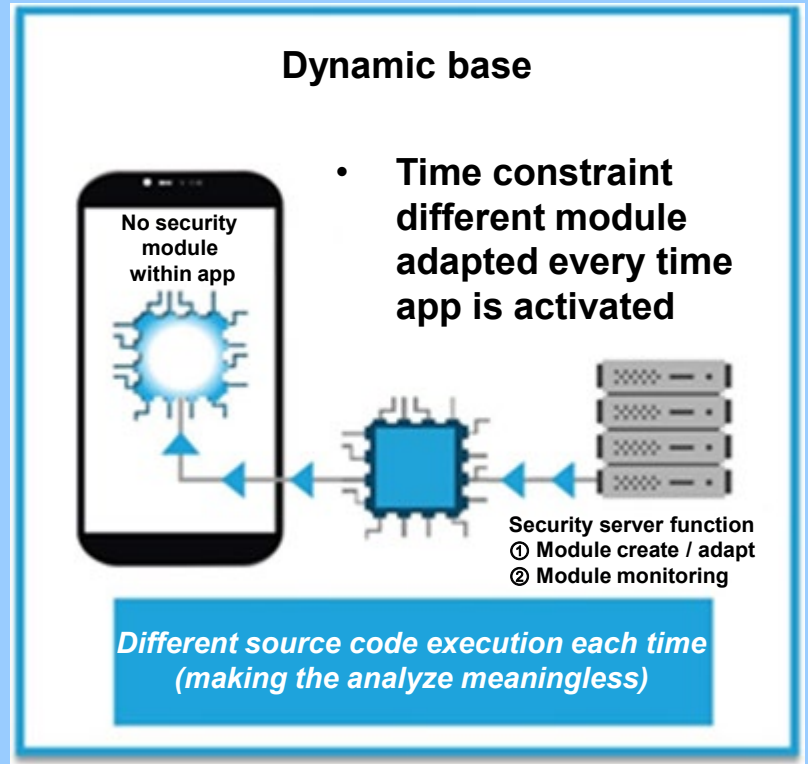 Dynamic base
No security
module
within app
• Time constraint
different module
adapted every time
app is activated
Security server function
① Module create / adapt
② Module monitoring
Different source code execution each time
(making the analyze meaningless)